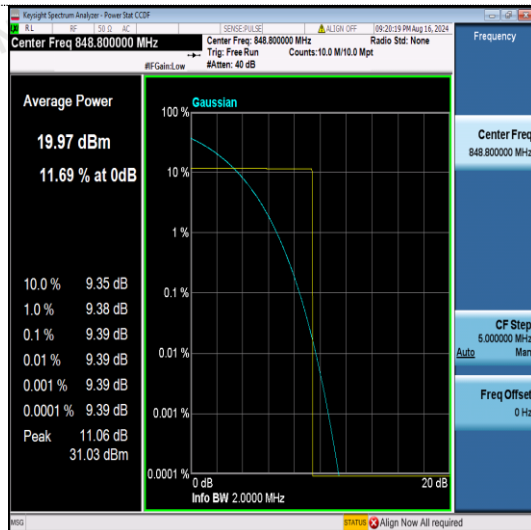 Keysight Spectrum Analyzer - Power Stat CCDF
RL RF 50 Ω AC SENSE:PULSE ALIGN OFF 09:20:19 PM Aug 16, 2024
Center Freq 848.800000 MHz
Center Freq: 848.800000 MHz Radio Std: None
Trig: Free Run Counts:10.0 M/10.0 Mpt
#IFGain:Low #Atten: 40 dB
Frequency
Average Power
19.97 dBm
11.69 % at 0dB
10.0 % 9.35 dB
1.0 % 9.38 dB
0.1 % 9.39 dB
0.01 % 9.39 dB
0.001 % 9.39 dB
0.0001 % 9.39 dB
Peak 11.06 dB
31.03 dBm
Gaussian
100 %
10 %
1 %
0.1 %
0.01 %
0.001 %
0.0001 %
0 dB 20 dB
Info BW 2.0000 MHz
Center Freq
848.800000 MHz
CF Step
5.000000 MHz
Auto Man
Freq Offset
0 Hz
MSG STATUS Align Now All required